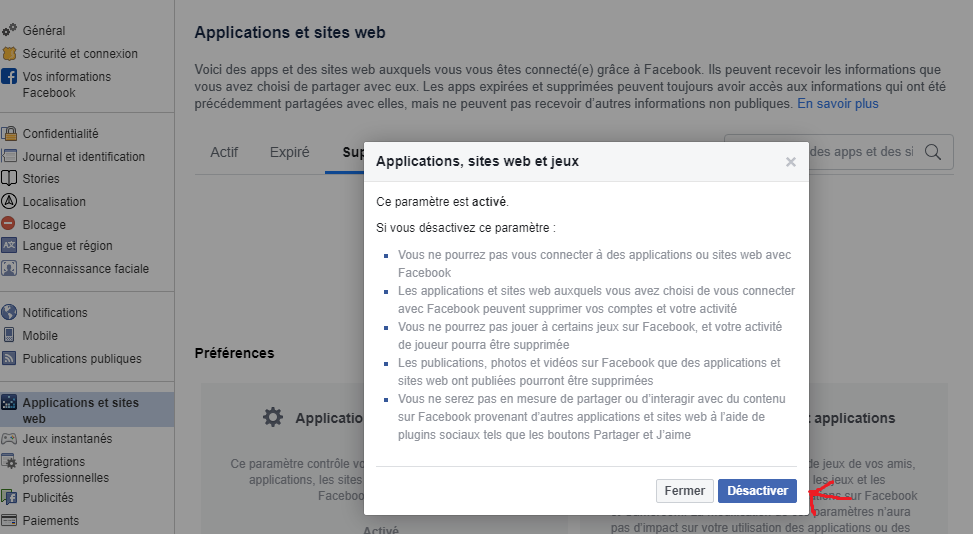 Général
Sécurité et connexion
Vos informations
Facebook
Confidentialité
Journal et identification
Stories
Localisation
Blocage
Langue et région
Reconnaissance faciale
Notifications
Mobile
Publications publiques
Applications et sites
web
Jeux instantanés
Intégrations
professionnelles
Publicités
Paiements
Applications et sites web
Voici des apps et des sites web auxquels vous vous êtes connecté(e) grâce à Facebook. Ils peuvent recevoir les informations que
vous avez choisi de partager avec eux. Les apps expirées et supprimées peuvent toujours avoir accès aux informations qui ont été
précédemment partagées avec elles, mais ne peuvent pas recevoir d'autres informations non publiques. En savoir plus
Actif Expiré
des apps et des si
Applications, sites web et jeux
×
Ce paramètre est activé.
Si vous désactivez ce paramètre :
Vous ne pourrez pas vous connecter à des applications ou sites web avec
Facebook
Les applications et sites web auxquels vous avez choisi de vous connecter
avec Facebook peuvent supprimer vos comptes et votre activité
Vous ne pourrez pas jouer à certains jeux sur Facebook, et votre activité
de joueur pourra être supprimée
Les publications, photos et vidéos sur Facebook que des applications et
sites web ont publiées pourront être supprimées
Vous ne serez pas en mesure de partager ou d'interagir avec du contenu
sur Facebook provenant d'autres applications et sites web à l'aide de
plugins sociaux tels que les boutons Partager et J'aime
Fermer Désactiver
Préférences
Application
Ce paramètre contrôle vo
applications, les sites
Faceboo
Activé
applications
de jeux de vos amis,
les jeux et les
sur Facebook
paramètres n'aura
pas d'impact sur votre utilisation des applications ou des